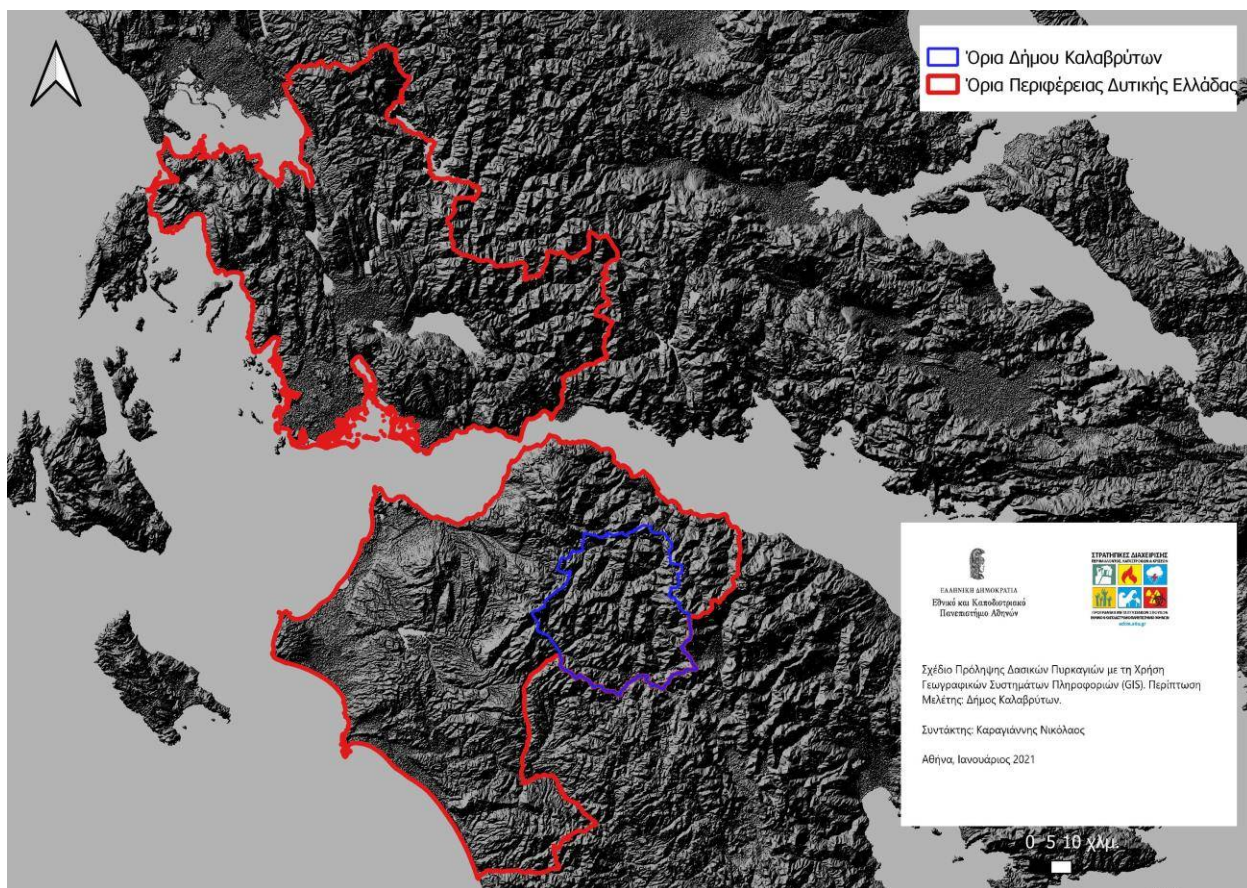 Όρια Δήμου Καλαβρύτων
Όρια Περιφέρειας Δυτικής Ελλάδας
ΕΛΛΗΝΙΚΗ ΔΗΜΟΚΡΑΤΙΑ
Εθνικό και Καποδιστριακό
Πανεπιστήμιο Αθηνών
ΣΤΡΑΤΗΓΙΚΕΣ ΔΙΑΧΕΙΡΙΣΗΣ
Σχέδιο Πρόληψης Δασικών Πυρκαγιών με τη Χρήση
Γεωγραφικών Συστημάτων Πληροφοριών (GIS). Περίπτωση
Μελέτης: Δήμος Καλαβρύτων.
Συντάκτης: Καραγιάννης Νικόλαος
Αθήνα, Ιανουάριος 2021
0 5 10 χλμ.